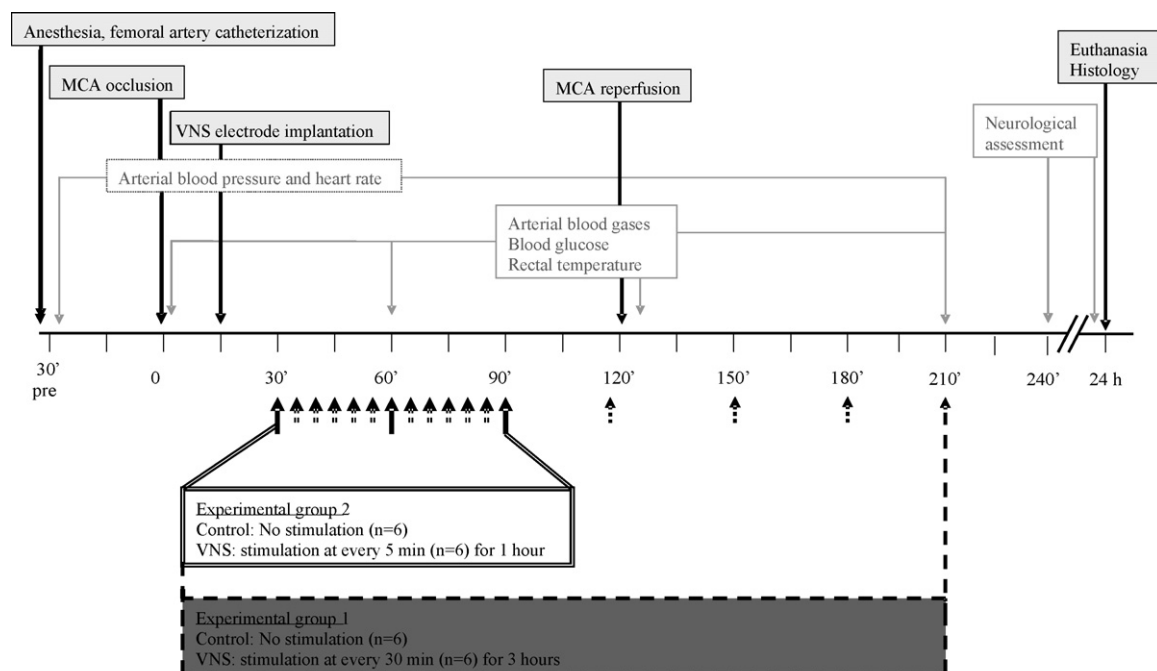 Anesthesia, femoral artery catheterization
MCA occlusion
VNS electrode implantation
Arterial blood pressure and heart rate
MCA reperfusion
Arterial blood gases
Blood glucose
Rectal temperature
Neurological
assessment
Euthanasia
Histology
30’
pre
0
30’
60’
90’
120’
150’
180’
210’
240’
24 h
Experimental group 2
Control: No stimulation (n=6)
VNS: stimulation at every 5 min (n=6) for 1 hour
Experimental group 1
Control: No stimulation (n=6)
VNS: stimulation at every 30 min (n=6) for 3 hours